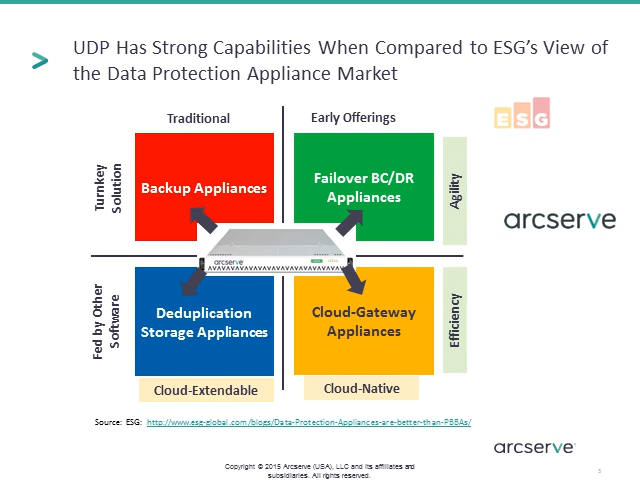 UDP Has Strong Capabilities When Compared to ESG's View of
the Data Protection Appliance Market
Traditional
Early Offerings
ESG
Turnkey
Solution
Backup Appliances
Failover BC/DR
Appliances
Agility
arcserve
arcserve
Fed by Other
Software
Deduplication
Storage Appliances
Cloud-Gateway
Appliances
Efficiency
Cloud-Extendable
Cloud-Native
Source: ESG: http://www.esg-global.com/blogs/Data-Protection-Appliances-are-better-than-PBBAs/
arcserve
Copyright © 2015 Arcserve (USA), LLC and its affiliates and
subsidiaries. All rights reserved.